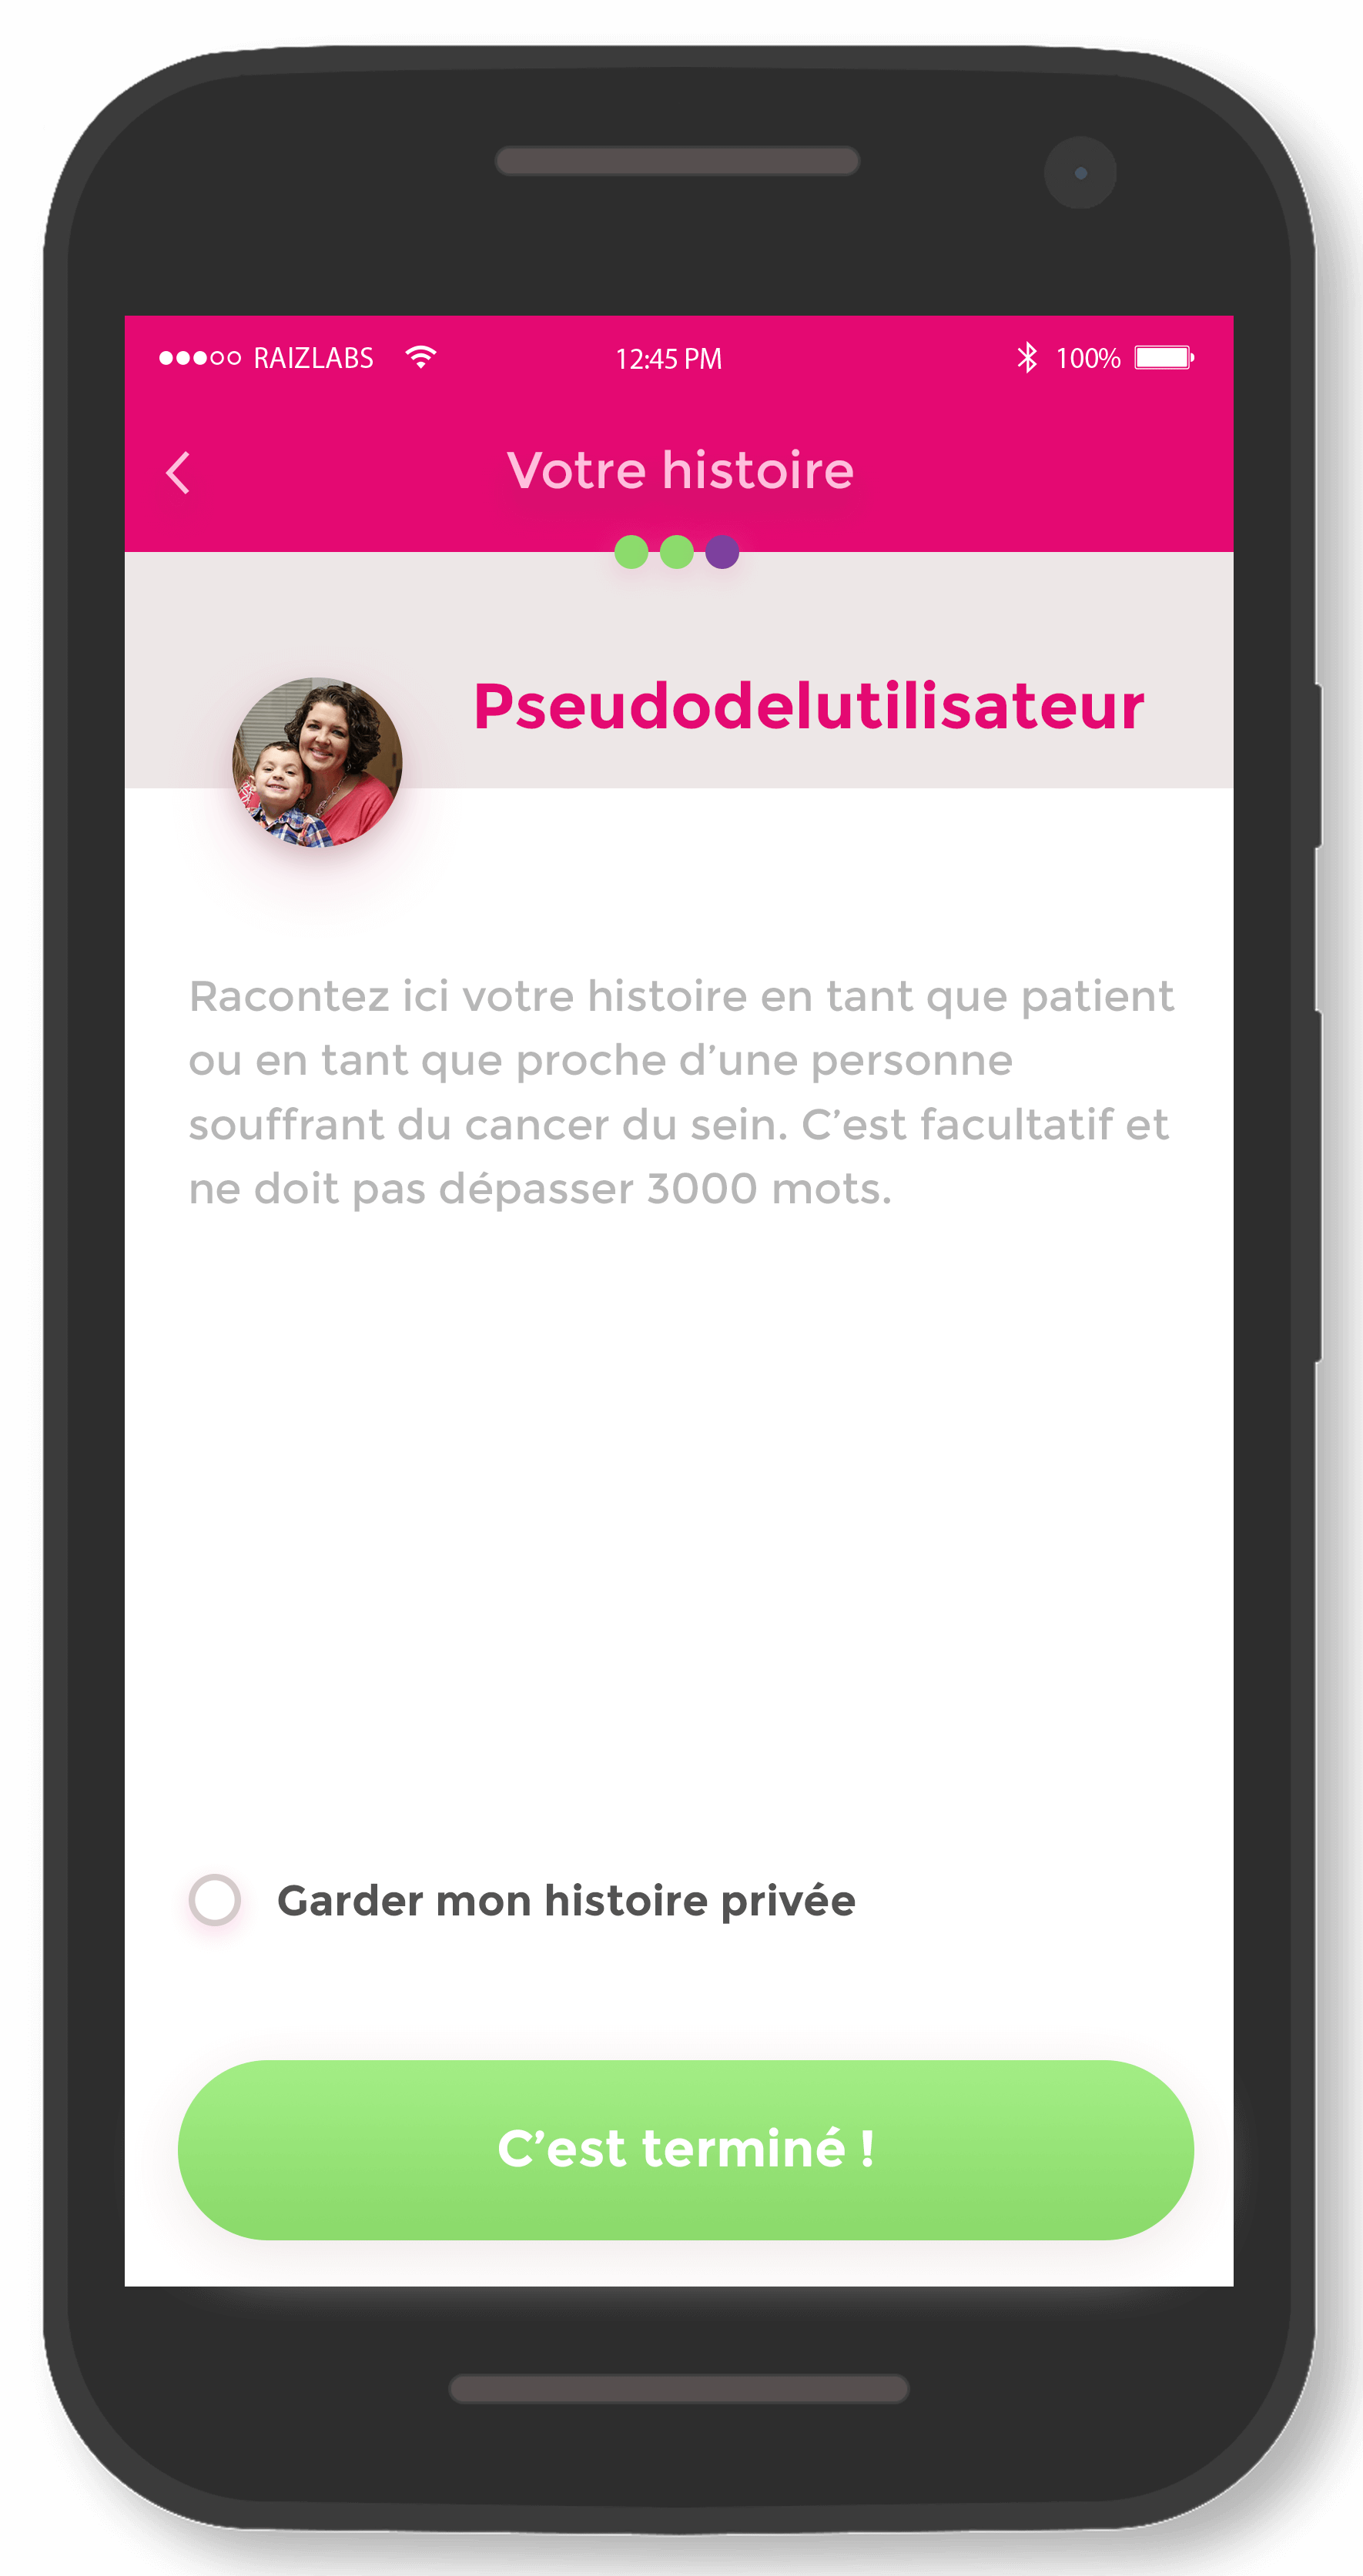 RAIZLABS 12:45 PM 100%
Votre histoire
Pseudodelutilisateur
Racontez ici votre histoire en tant que patient
ou en tant que proche d’une personne
souffrant du cancer du sein. C’est facultatif et
ne doit pas dépasser 3000 mots.
Garder mon histoire privée
C’est terminé !